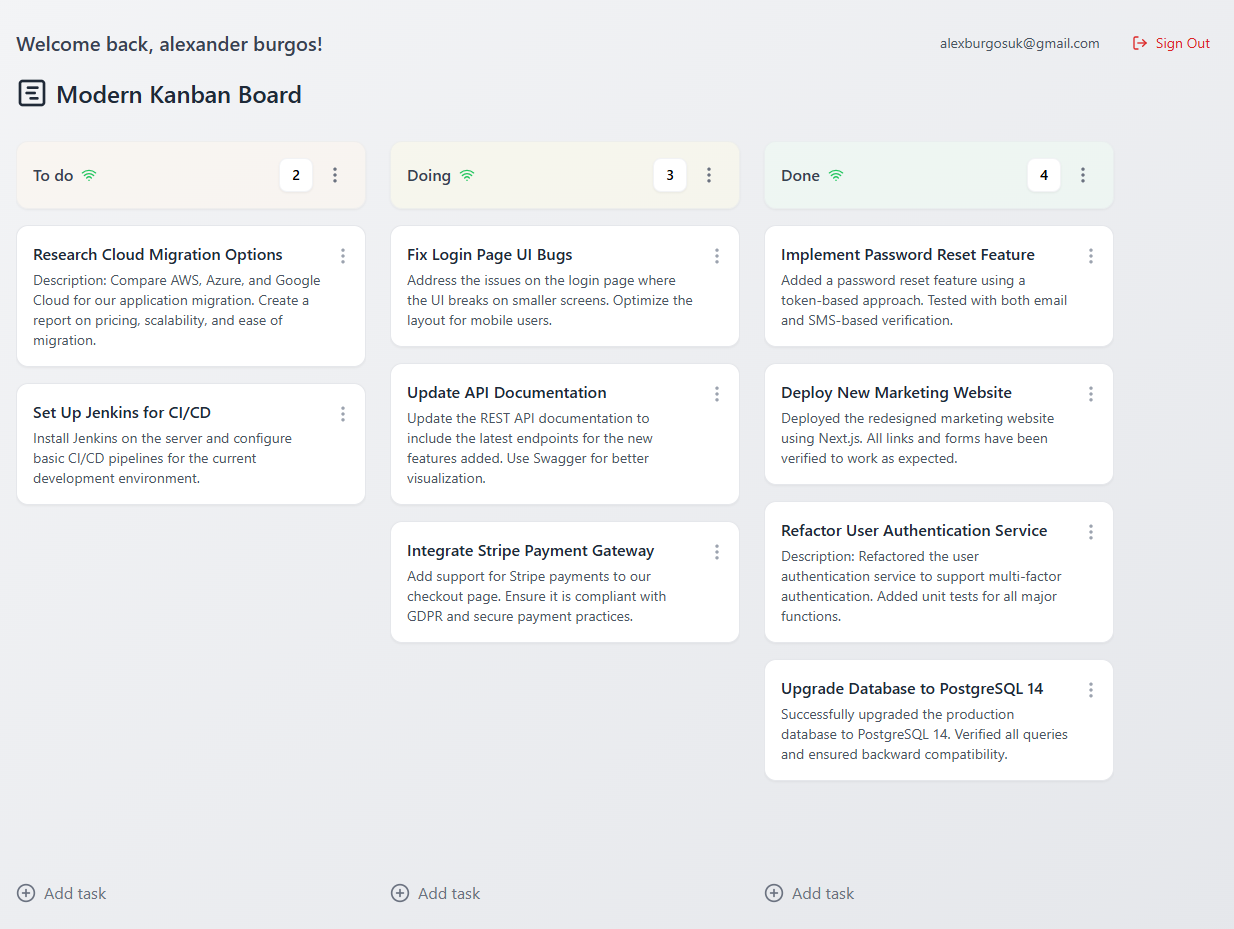 Welcome back, alexander burgos!
alexburgosuk@gmail.com
Sign Out
Modern Kanban Board
To do
2
Research Cloud Migration Options
Description: Compare AWS, Azure, and Google
Cloud for our application migration. Create a
report on pricing, scalability, and ease of
migration.
Set Up Jenkins for CI/CD
Install Jenkins on the server and configure
basic CI/CD pipelines for the current
development environment.
Add task
Doing
3
Fix Login Page UI Bugs
Address the issues on the login page where
the UI breaks on smaller screens. Optimize the
layout for mobile users.
Update API Documentation
Update the REST API documentation to
include the latest endpoints for the new
features added. Use Swagger for better
visualization.
Integrate Stripe Payment Gateway
Add support for Stripe payments to our
checkout page. Ensure it is compliant with
GDPR and secure payment practices.
Add task
Done
4
Implement Password Reset Feature
Added a password reset feature using a
token-based approach. Tested with both email
and SMS-based verification.
Deploy New Marketing Website
Deployed the redesigned marketing website
using Next.js. All links and forms have been
verified to work as expected.
Refactor User Authentication Service
Description: Refactored the user
authentication service to support multi-factor
authentication. Added unit tests for all major
functions.
Upgrade Database to PostgreSQL 14
Successfully upgraded the production
database to PostgreSQL 14. Verified all queries
and ensured backward compatibility.
Add task